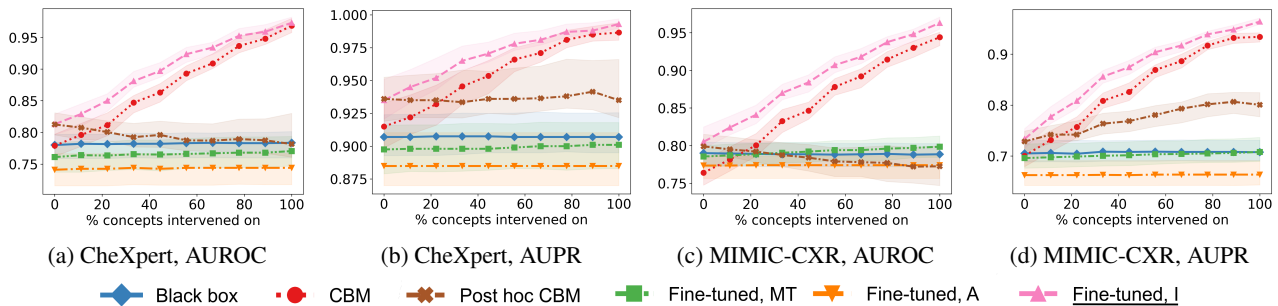 0.95
0.90
0.85
0.80
0.75
0 20 40 60 80 100
% concepts intervened on
(a) CheXpert, AUROC
1.000
0.975
0.950
0.925
0.900
0.875
0 20 40 60 80 100
% concepts intervened on
(b) CheXpert, AUPR
0.95
0.90
0.85
0.80
0.75
0 20 40 60 80 100
% concepts intervened on
(c) MIMIC-CXR, AUROC
0.9
0.8
0.7
0 20 40 60 80 100
% concepts intervened on
(d) MIMIC-CXR, AUPR
Black box CBM Post hoc CBM Fine-tuned, MT Fine-tuned, A Fine-tuned, I